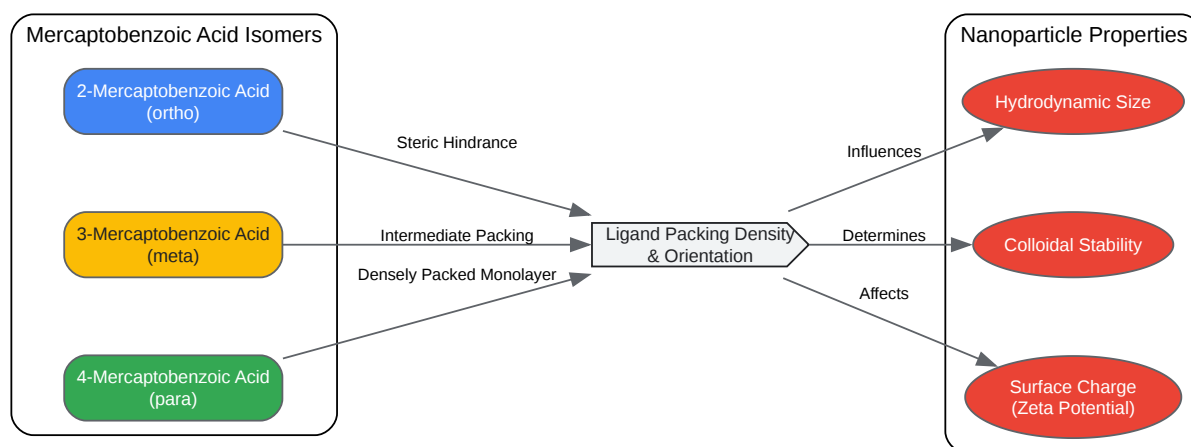 Mercaptobenzoic Acid Isomers
2-Mercaptobenzoic Acid
(ortho)
3-Mercaptobenzoic Acid
(meta)
4-Mercaptobenzoic Acid
(para)
Steric Hindrance
Intermediate Packing
Densely Packed Monolayer
Ligand Packing Density
& Orientation
Influences
Determines
Affects
Nanoparticle Properties
Hydrodynamic Size
Colloidal Stability
Surface Charge
(Zeta Potential)